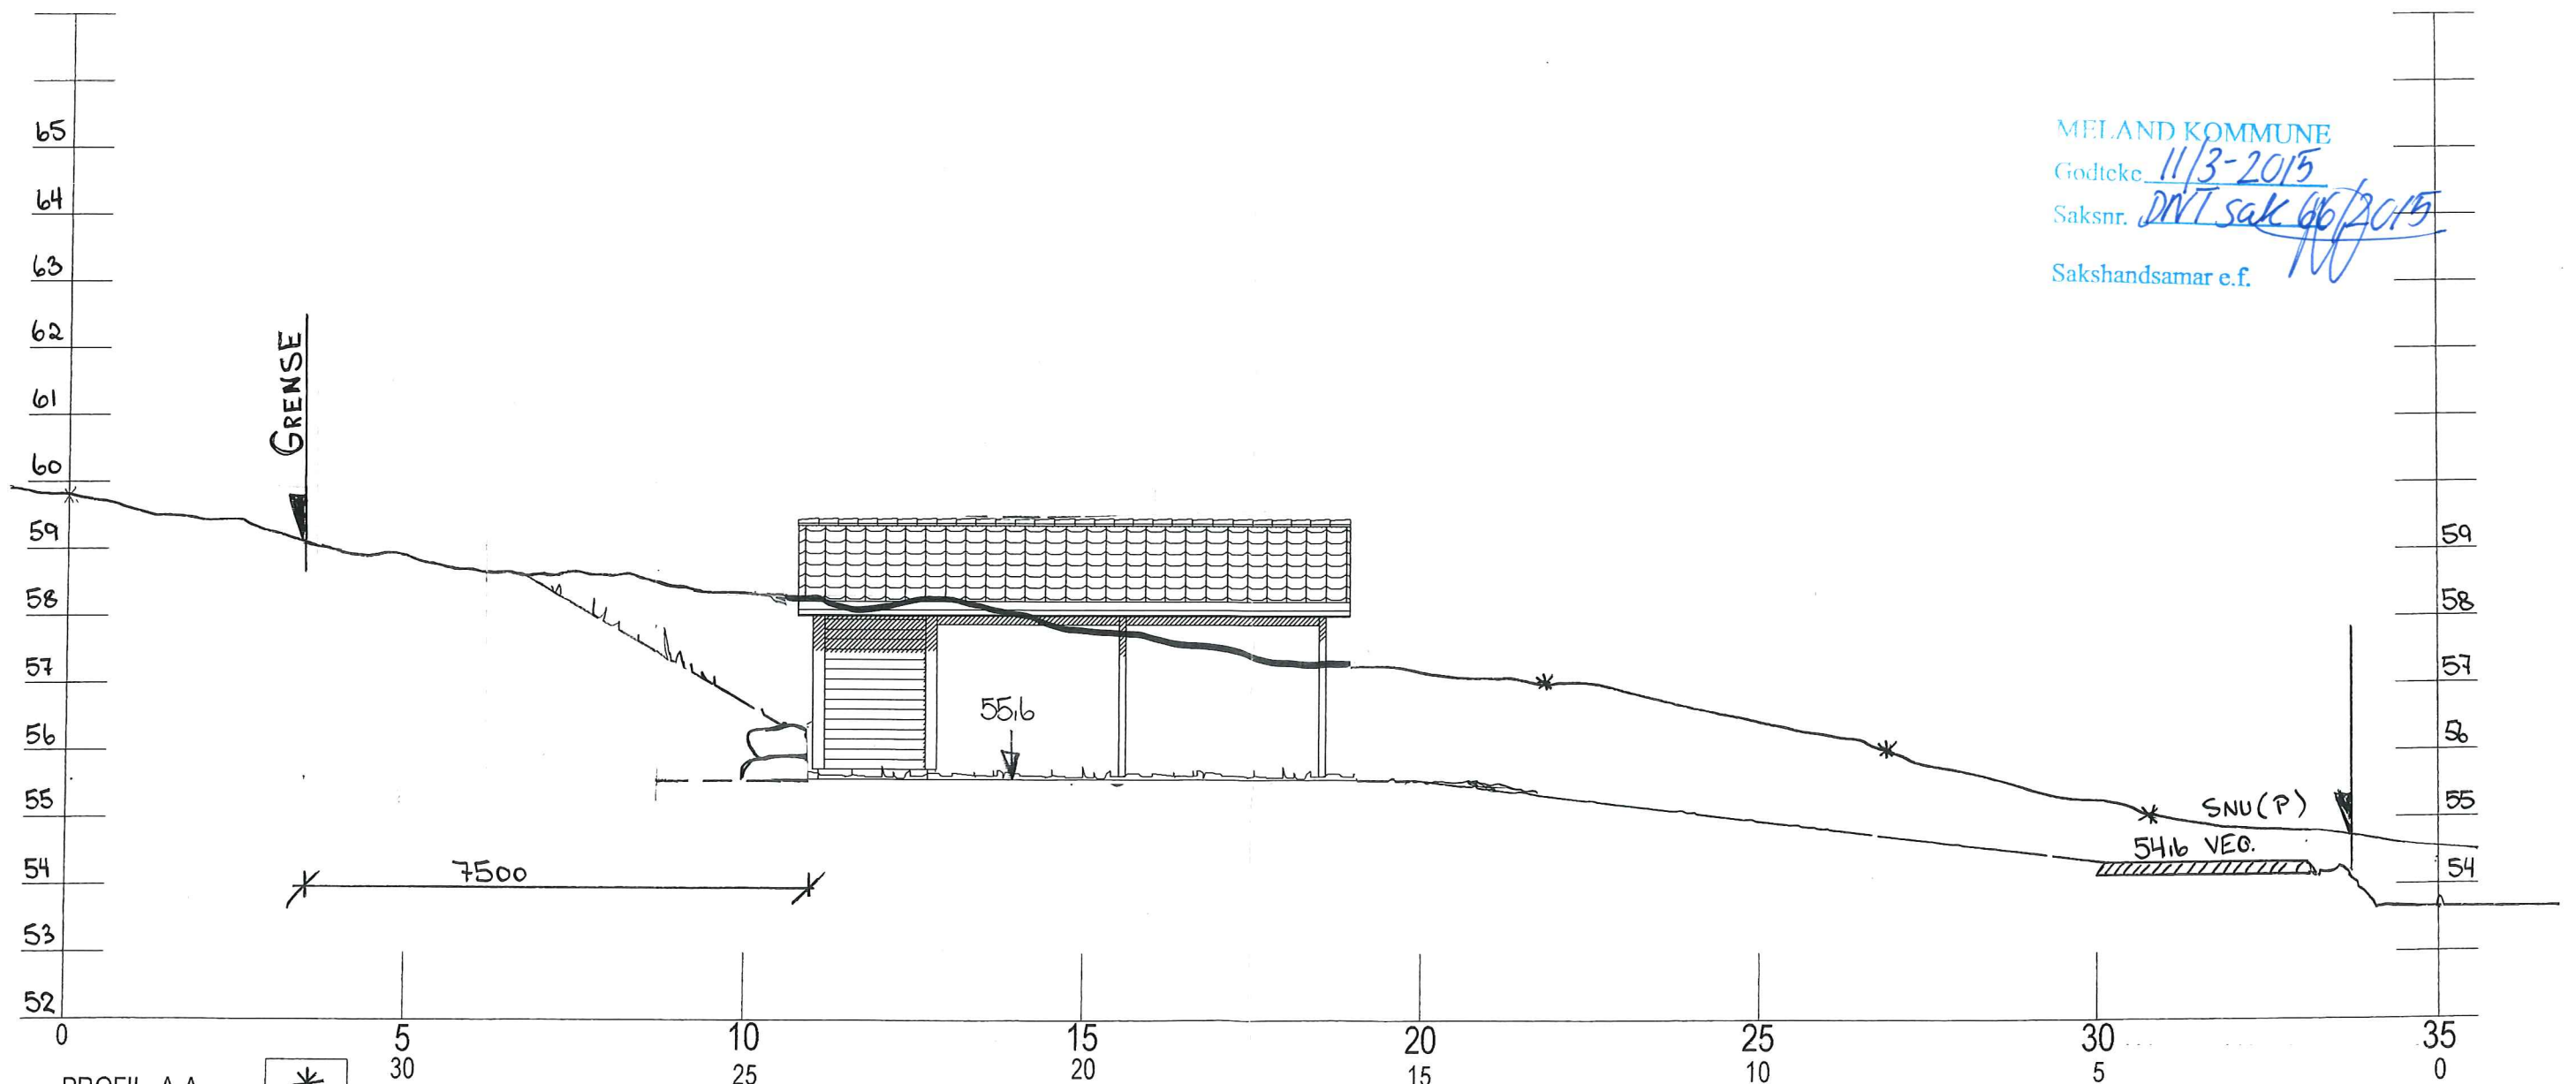 MELAND KOMMUNE
Godteke 11/3-2015
Saksnr. DNT sak 66/2015
Sakshandsamar e.f.
65
64
63
62
61
60
59
58
57
56
55
54
53
52
GRENSE
55,6
7500
59
58
57
56
55
54
SNU(P)
54,6 VEG.
0 5 10 15 20 25 30 35
30 25 20 15 10 5 0
PROFIL A-A